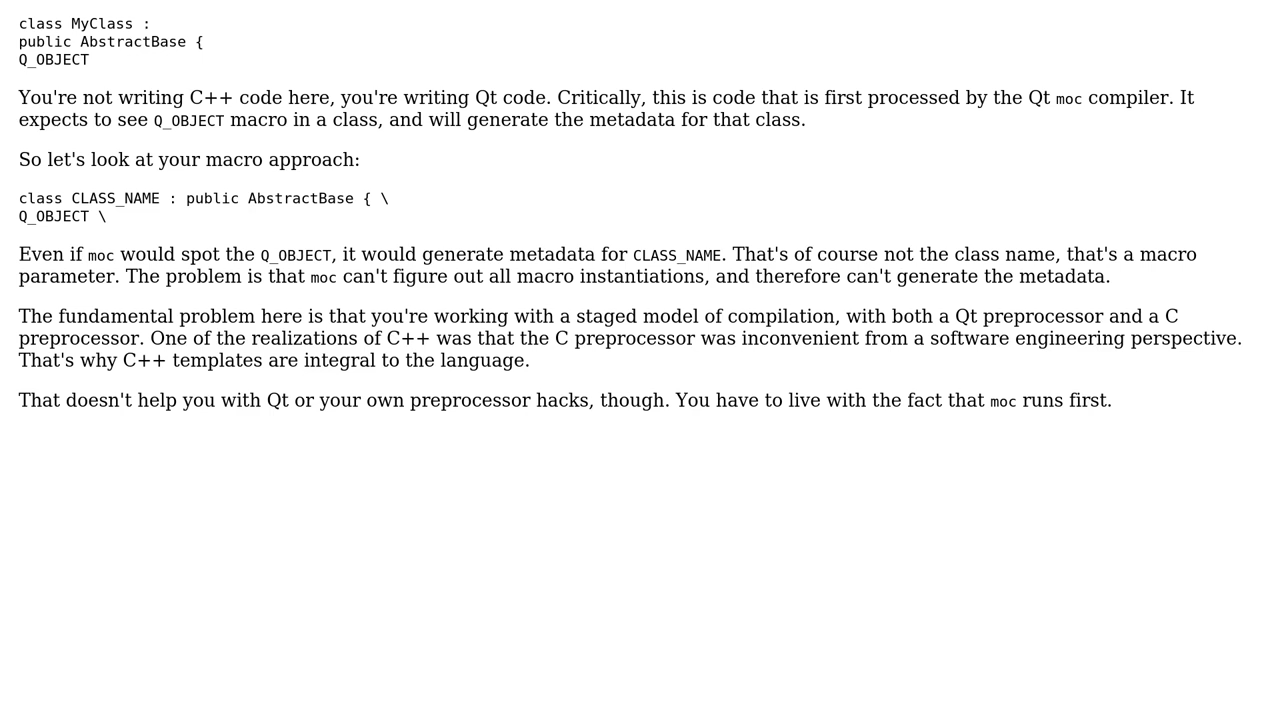 class MyClass :
public AbstractBase {
Q_OBJECT
You're not writing C++ code here, you're writing Qt code. Critically, this is code that is first processed by the Qt moc compiler. It
expects to see Q_OBJECT macro in a class, and will generate the metadata for that class.
So let's look at your macro approach:
class CLASS_NAME : public AbstractBase { \
Q_OBJECT \
Even if moc would spot the Q_OBJECT, it would generate metadata for CLASS_NAME. That's of course not the class name, that's a macro
parameter. The problem is that moc can't figure out all macro instantiations, and therefore can't generate the metadata.
The fundamental problem here is that you're working with a staged model of compilation, with both a Qt preprocessor and a C
preprocessor. One of the realizations of C++ was that the C preprocessor was inconvenient from a software engineering perspective.
That's why C++ templates are integral to the language.
That doesn't help you with Qt or your own preprocessor hacks, though. You have to live with the fact that moc runs first.